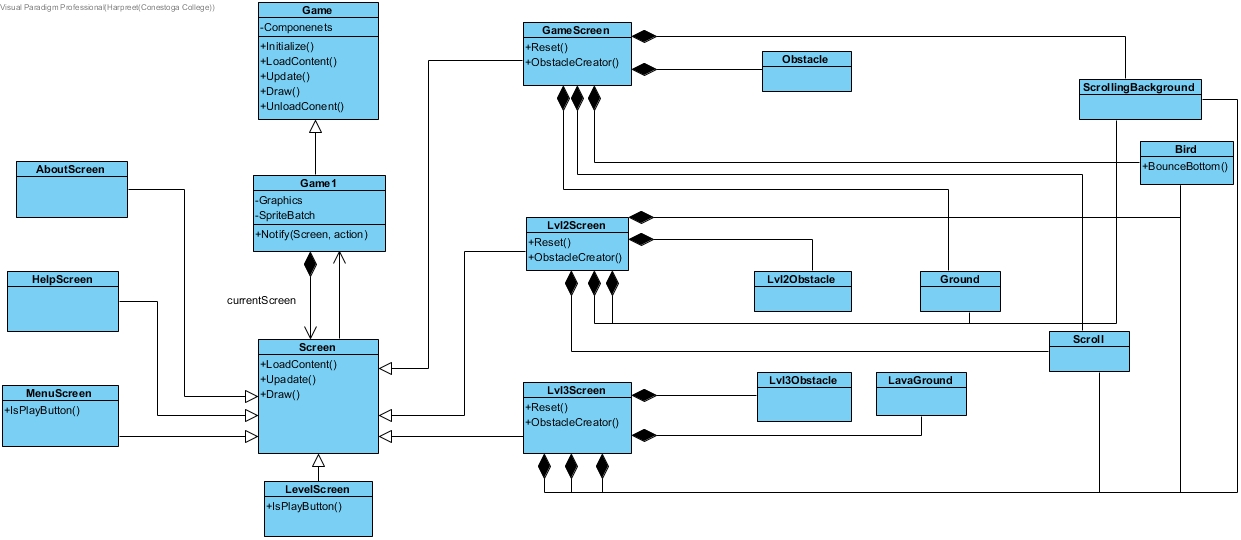 Visual Paradigm Professional(Harpreet(Conestoga College))
Game
-Componenets
+Initialize()
+LoadContent()
+Update()
+Draw()
+UnloadConent()
GameScreen
+Reset()
+ObstacleCreator()
Obstacle
ScrollingBackground
Bird
+BounceBottom()
AboutScreen
Game1
-Graphics
-SpriteBatch
+Notify(Screen, action)
Lvl2Screen
+Reset()
+ObstacleCreator()
HelpScreen
Lvl2Obstacle
Ground
currentScreen
Screen
+LoadContent()
+Upadate()
+Draw()
Scroll
MenuScreen
+IsPlayButton()
Lvl3Screen
+Reset()
+ObstacleCreator()
Lvl3Obstacle
LavaGround
LevelScreen
+IsPlayButton()